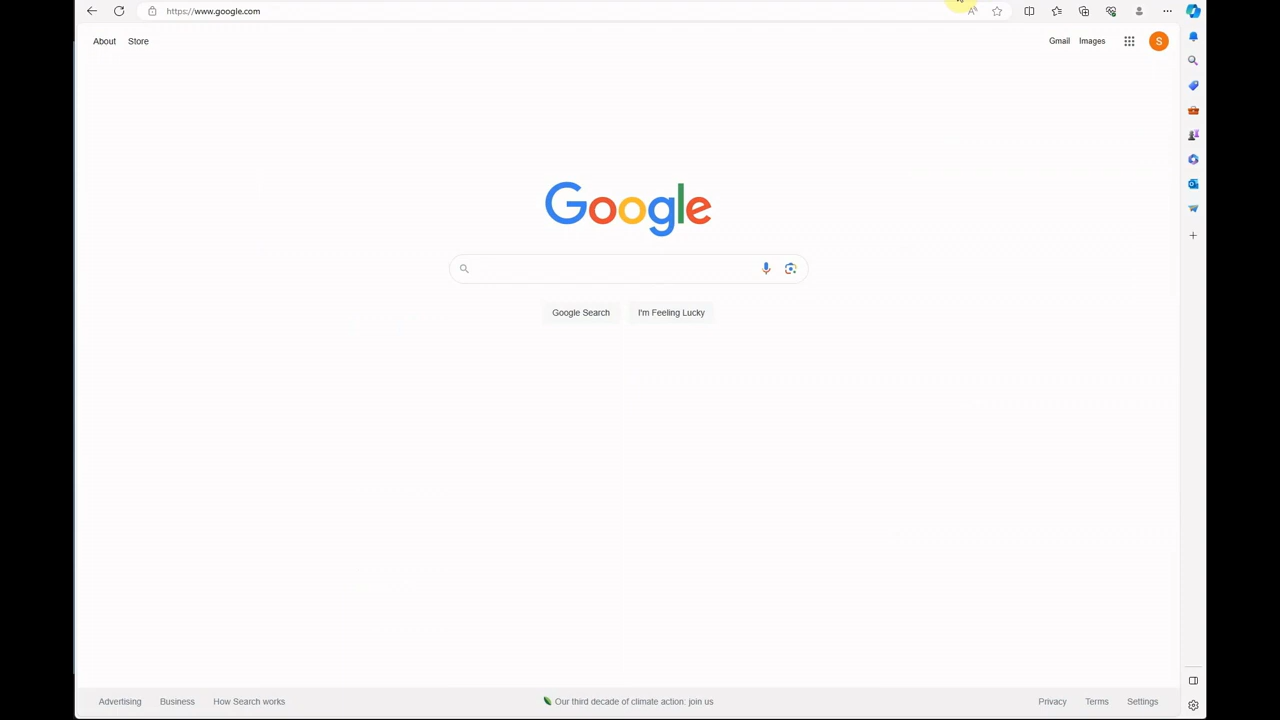 https://www.google.com
About Store Gmail Images S
Google
Google Search I'm Feeling Lucky
Advertising Business How Search works Our third decade of climate action: join us Privacy Terms Settings